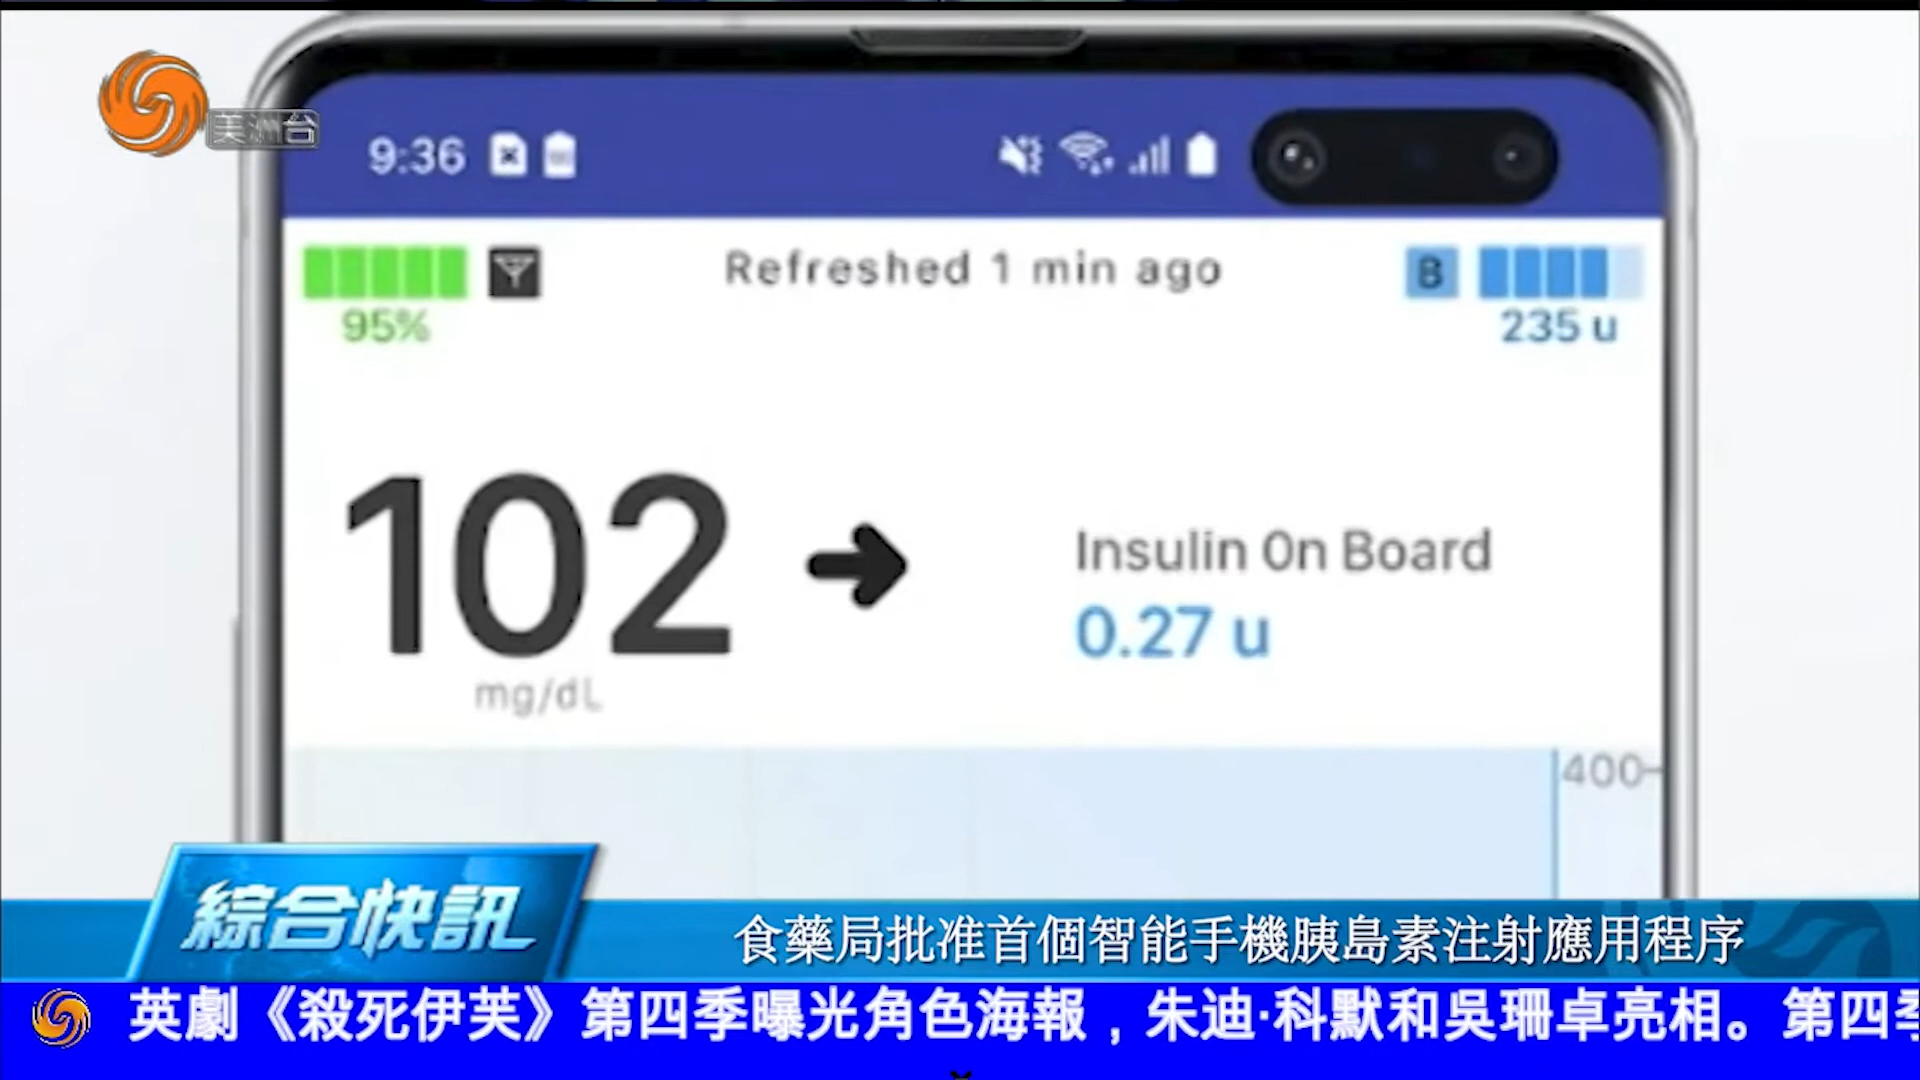 美洲台
9:36
Refreshed 1 min ago
B
95%
235 u
102
mg/dL
Insulin On Board
0.27 u
400
綜合快訊
食藥局批准首個智能手機胰島素注射應用程序
英劇《殺死伊芙》第四季曝光角色海報，朱迪·科默和吳珊卓亮相。第四季